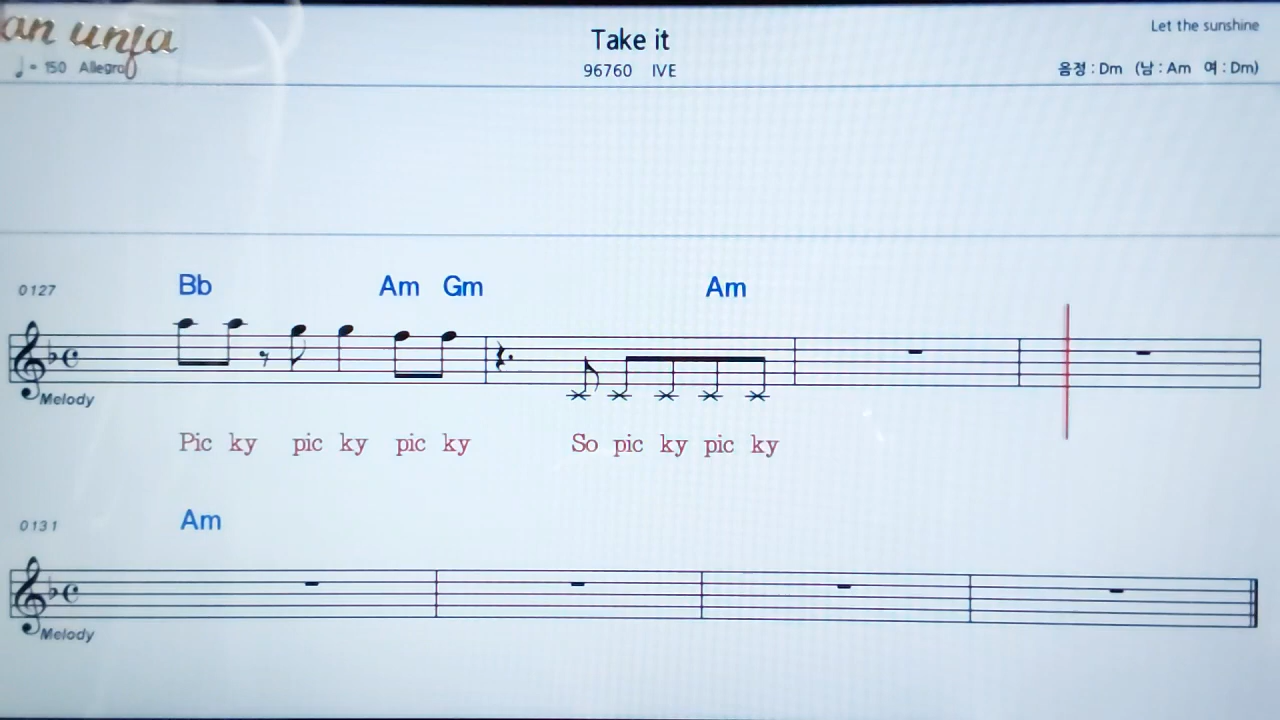 an unja
Take it
Let the sunshine
♩ = 150 Allegro
96760 IVE
음정 : Dm (남 : Am 여 : Dm)
0127 Bb Am Gm Am
Melody
Pic ky pic ky pic ky So pic ky pic ky
0131 Am
Melody